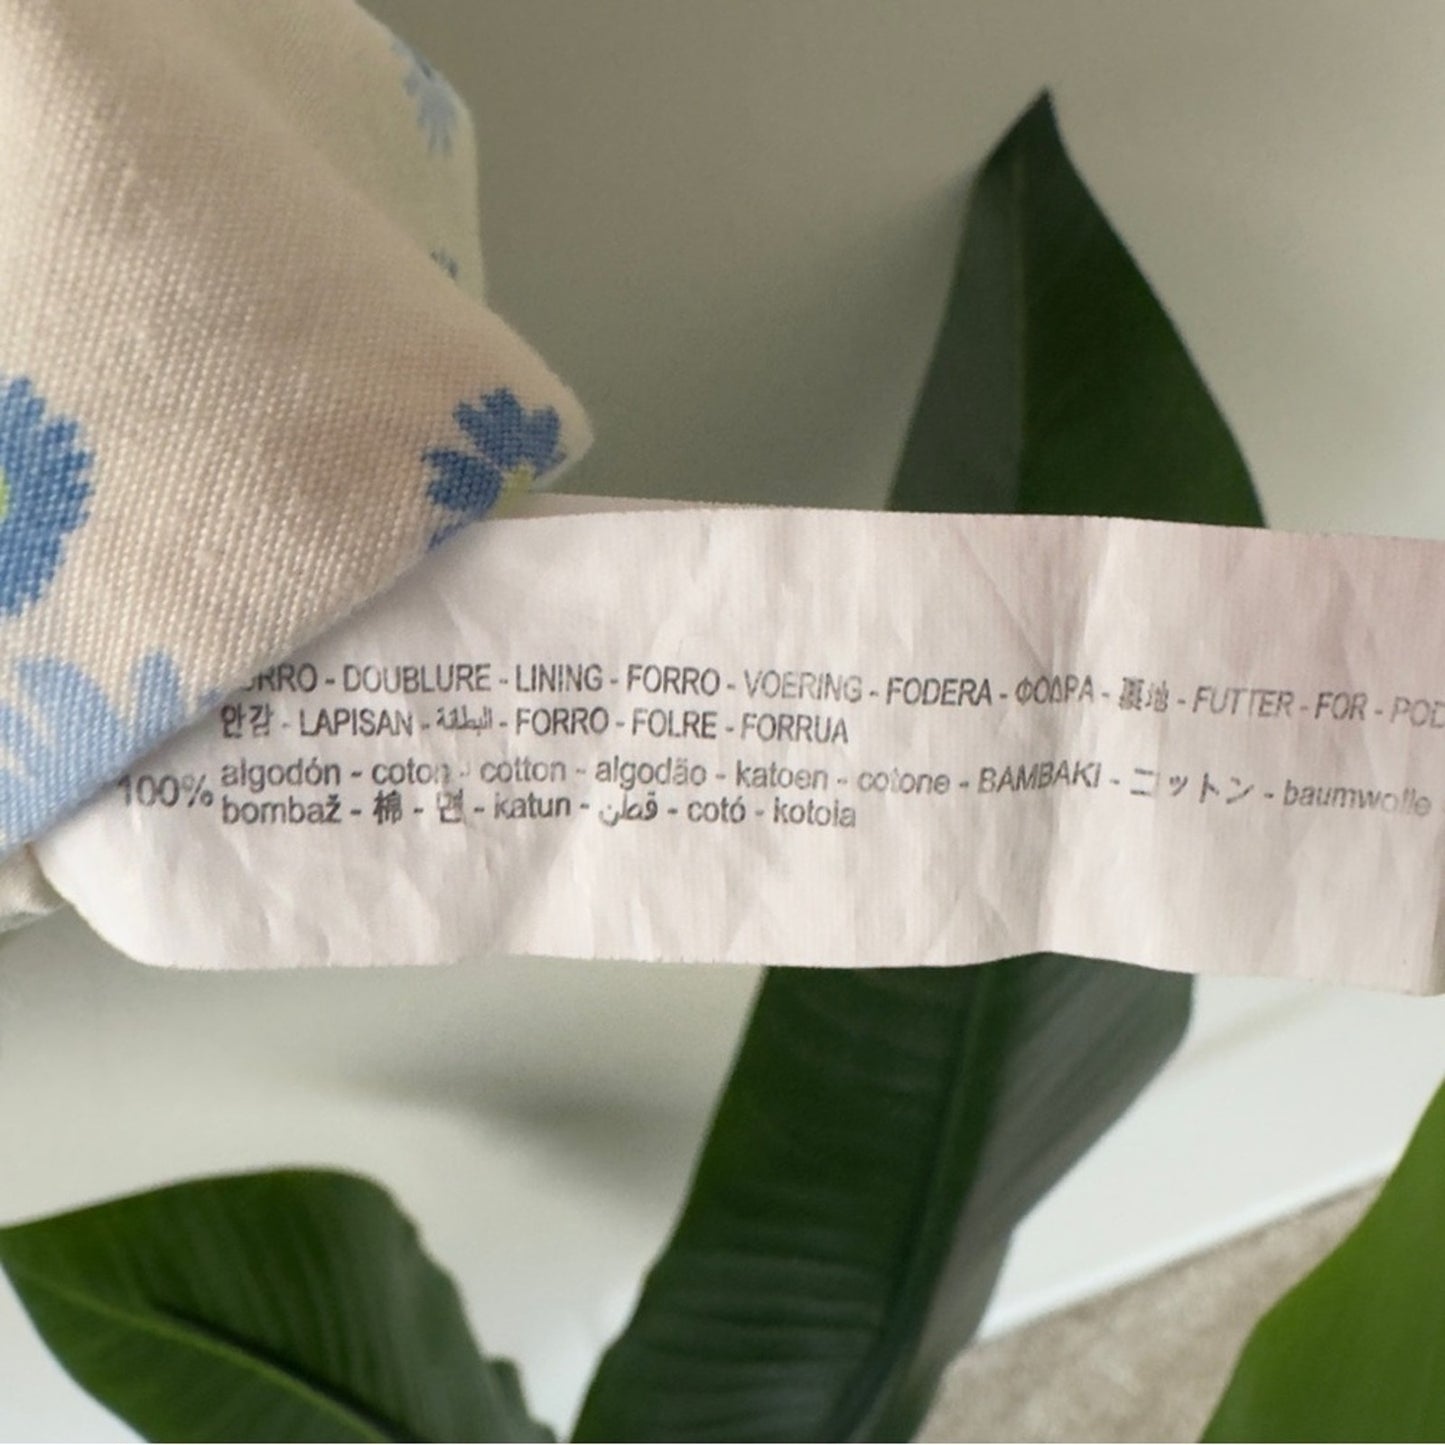 FORRO - DOUBLURE - LINING - FORRO - VOERING - FODERA - ΦΟΔΡΑ - 裏地 - FUTTER - FOR - POD
안감 - LAPISAN - البطانة - FORRO - FOLRE - FORRUA
100% algodón - coton - cotton - algodão - katoen - cotone - BAMBAKI - コットン - baumwolle
bombaž - 棉 - 면 - katun - قطن - cotó - kotoia